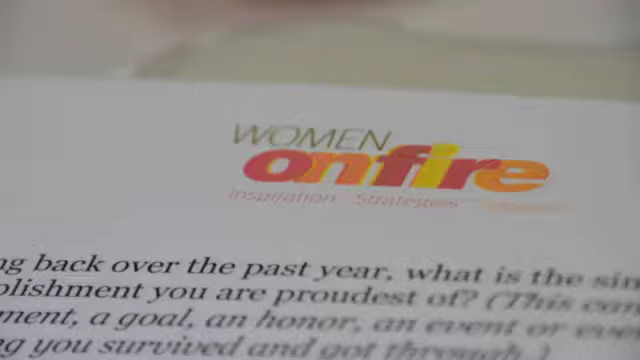 WOMEN
onfire
Inspiration Strategies
ng back over the past year, what is the sin
plishment you are proudest of? (This can
ment, a goal, an honor, an event or eve
ng you survived and got through.)